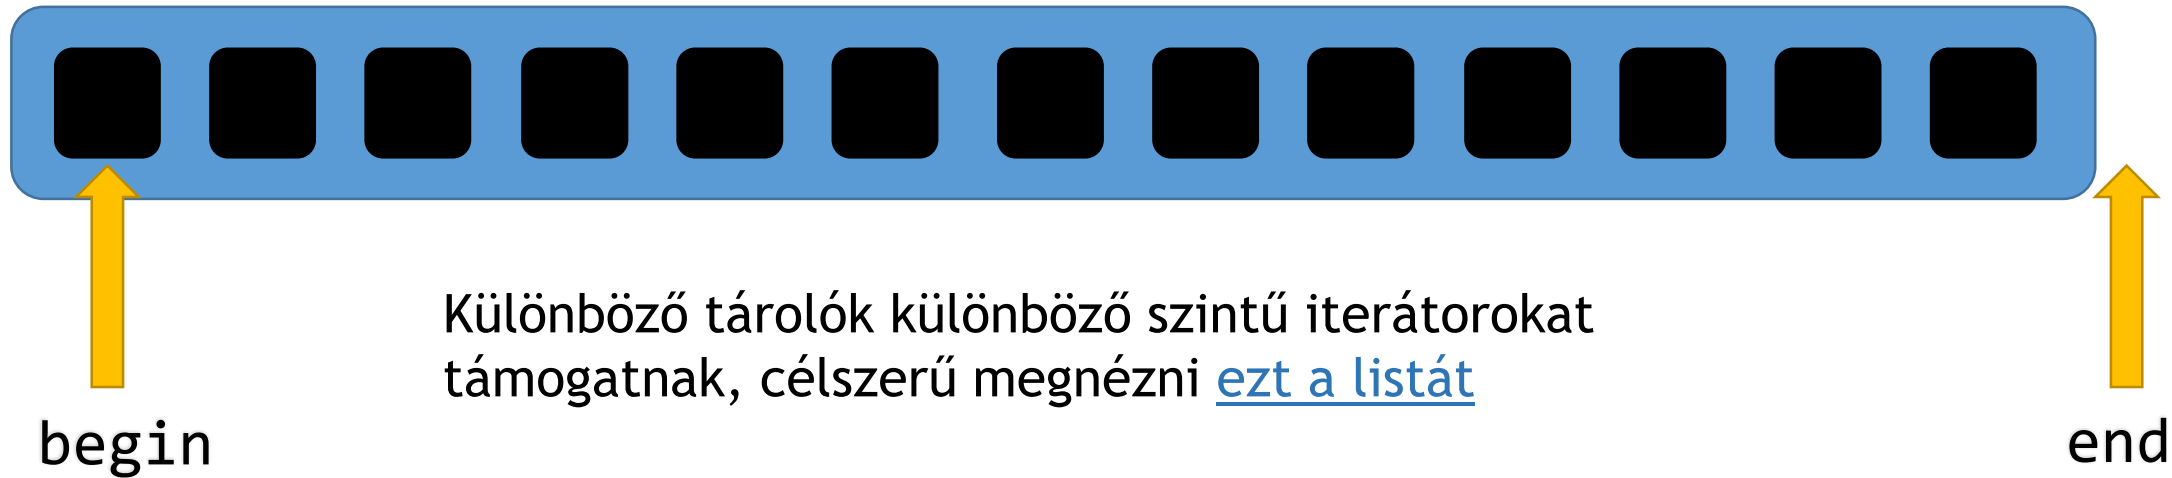 Különböző tárolók különböző szintű iterátorokat
támogatnak, célszerű megnézni ezt a listát
begin
end